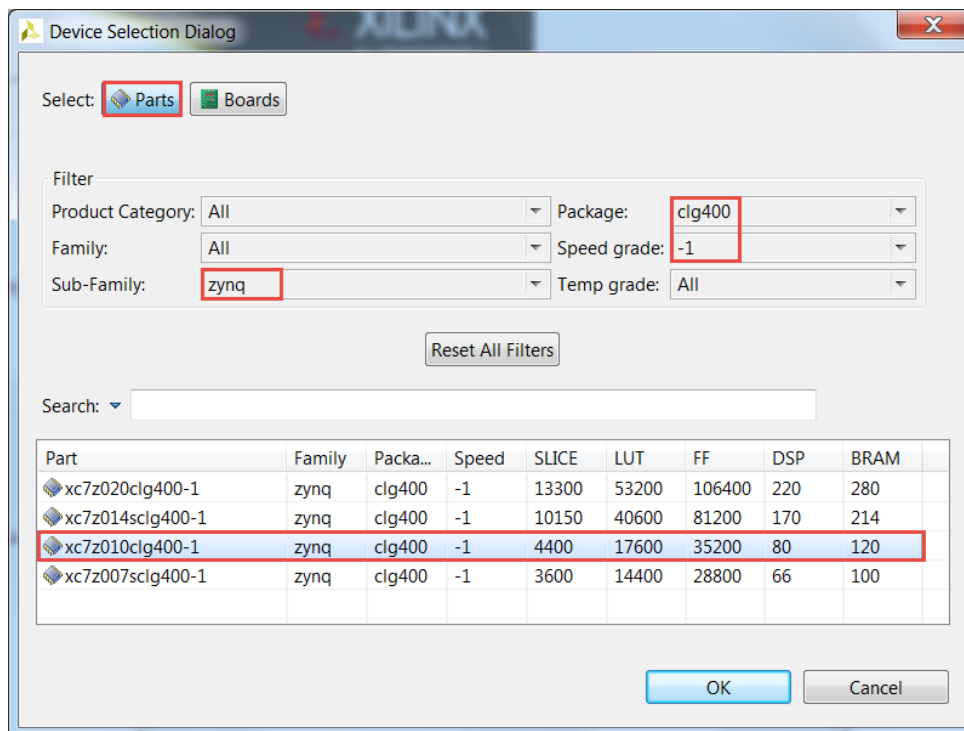 Device Selection Dialog
XILINX
Select: Parts Boards
Filter
Product Category: All Package: clg400
Family: All Speed grade: -1
Sub-Family: zynq Temp grade: All
Reset All Filters
Search:
Part Family Packa... Speed SLICE LUT FF DSP BRAM
xc7z020clg400-1 zynq clg400 -1 13300 53200 106400 220 280
xc7z014sclg400-1 zynq clg400 -1 10150 40600 81200 170 214
xc7z010clg400-1 zynq clg400 -1 4400 17600 35200 80 120
xc7z007sclg400-1 zynq clg400 -1 3600 14400 28800 66 100
OK Cancel